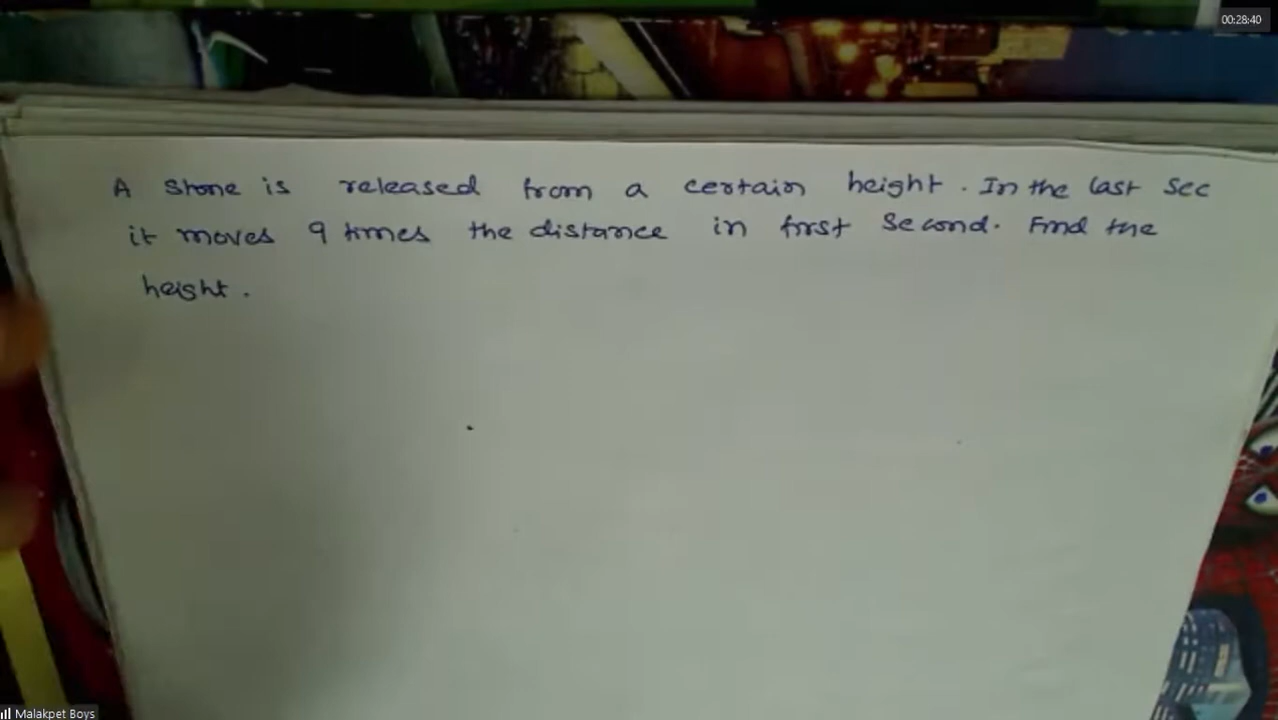 00:28:40
A stone is released from a certain height. In the last sec
it moves 9 times the distance in first second. Find the
height.
Malakpet Boys